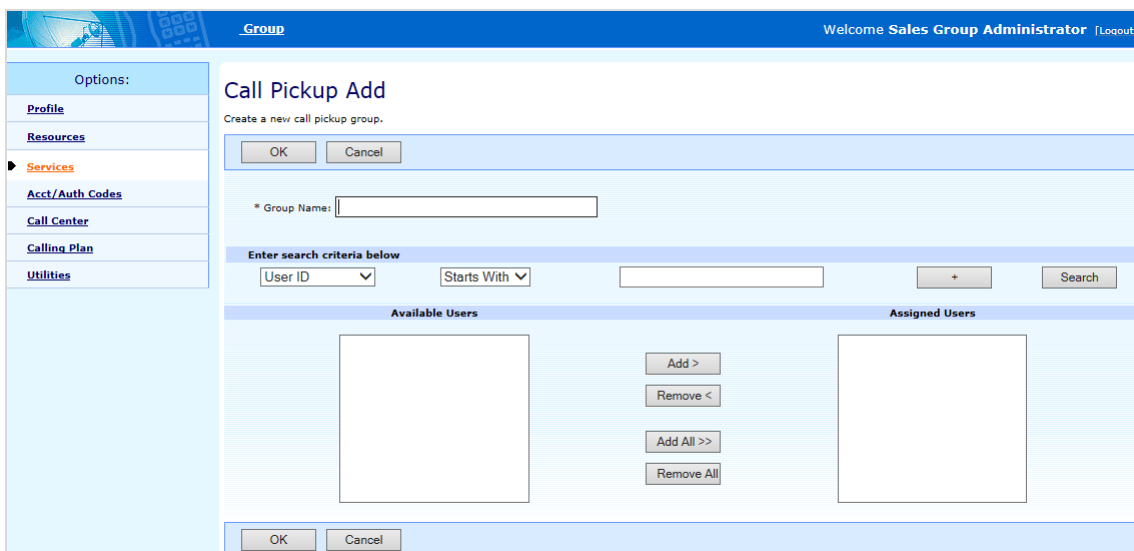 Group
Welcome Sales Group Administrator [Logout
Options:
Profile
Resources
Services
Acct/Auth Codes
Call Center
Calling Plan
Utilities
Call Pickup Add
Create a new call pickup group.
OK Cancel
* Group Name:
Enter search criteria below
User ID Starts With + Search
Available Users Assigned Users
Add >
Remove <
Add All >>
Remove All
OK Cancel